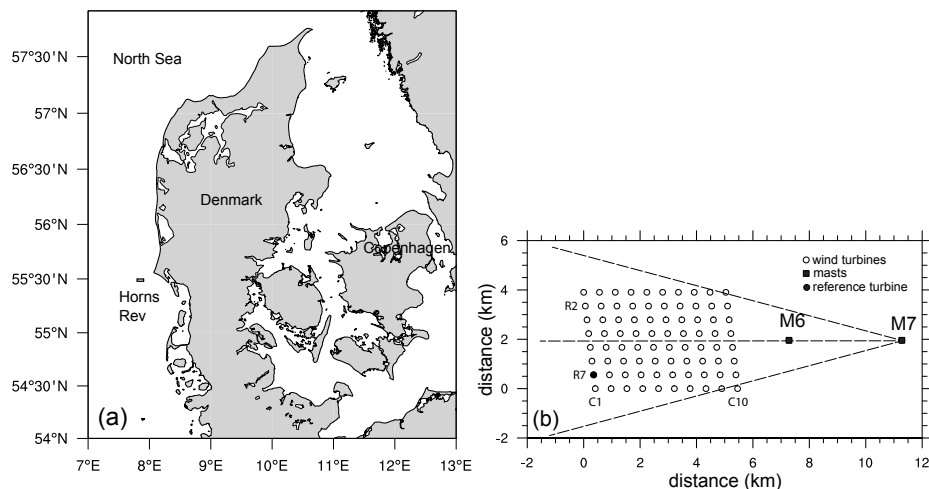 57°30'N
North Sea
57°N
56°30'N
Denmark
56°N
Copenhagen
55°30'N
Horns
Rev
55°N
54°30'N
(a)
54°N
7°E
8°E
9°E
10°E
11°E
12°E
13°E
6
4
2
0
-2
distance (km)
wind turbines
masts
reference turbine
R2
M6
M7
R7
C1
C10
(b)
-2
0
2
4
6
8
10
12
distance (km)